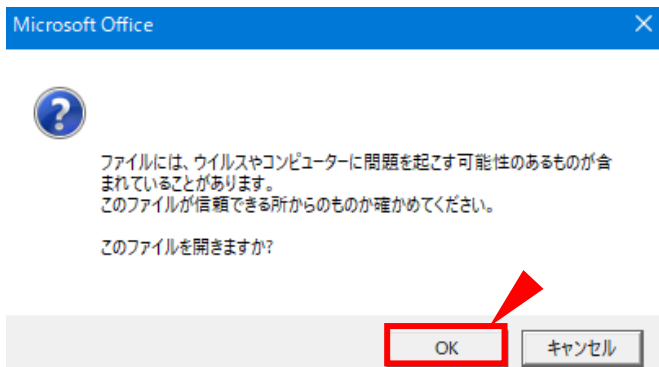 Microsoft Office
ファイルには、ウイルスやコンピューターに問題を起こす可能性のあるものが含
まれていることがあります。
このファイルが信頼できる所からのものか確かめてください。
このファイルを開きますか?
OK
キャンセル